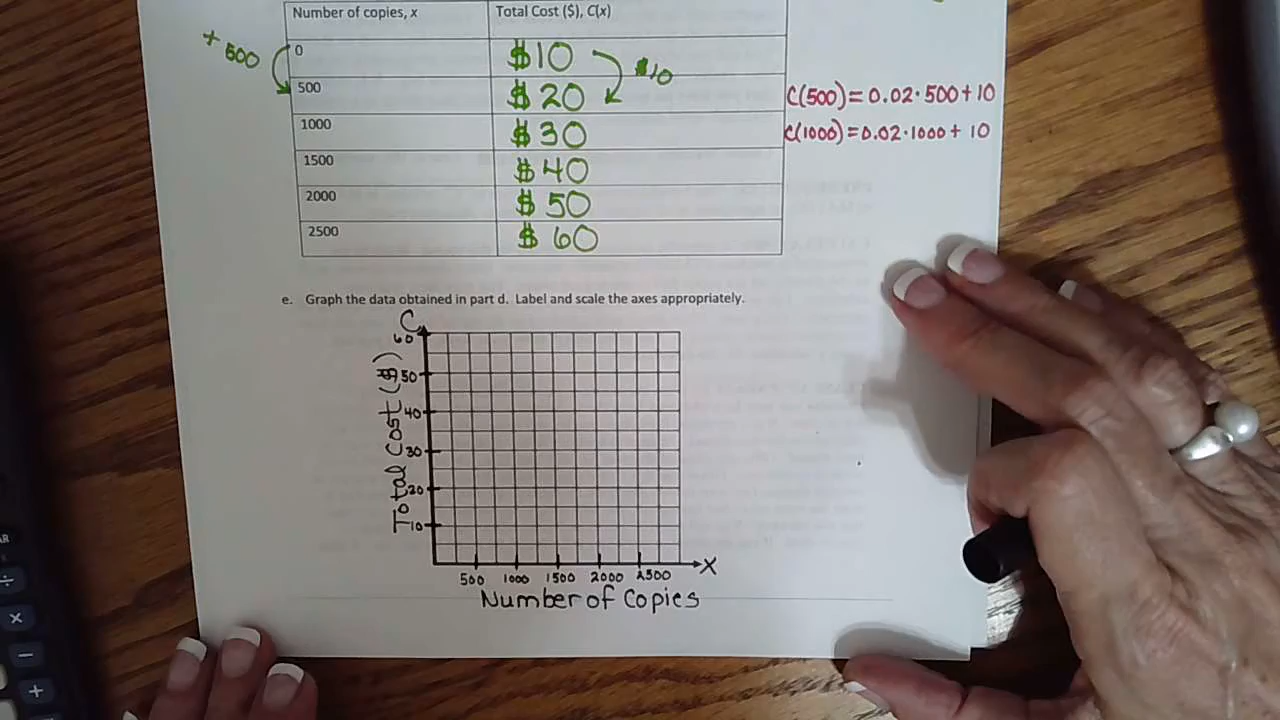 Number of copies, x Total Cost ($), C(x)
+ 500
0 $10
$10
500 $20
C(500) = 0.02·500+10
1000 $30
C(1000) = 0.02·1000+ 10
1500 $40
2000 $50
2500 $60
e. Graph the data obtained in part d. Label and scale the axes appropriately.
C
60
50
40
30
20
10
Total Cost ($)
500 1000 1500 2000 2500 X
Number of Copies
÷
×
−
+